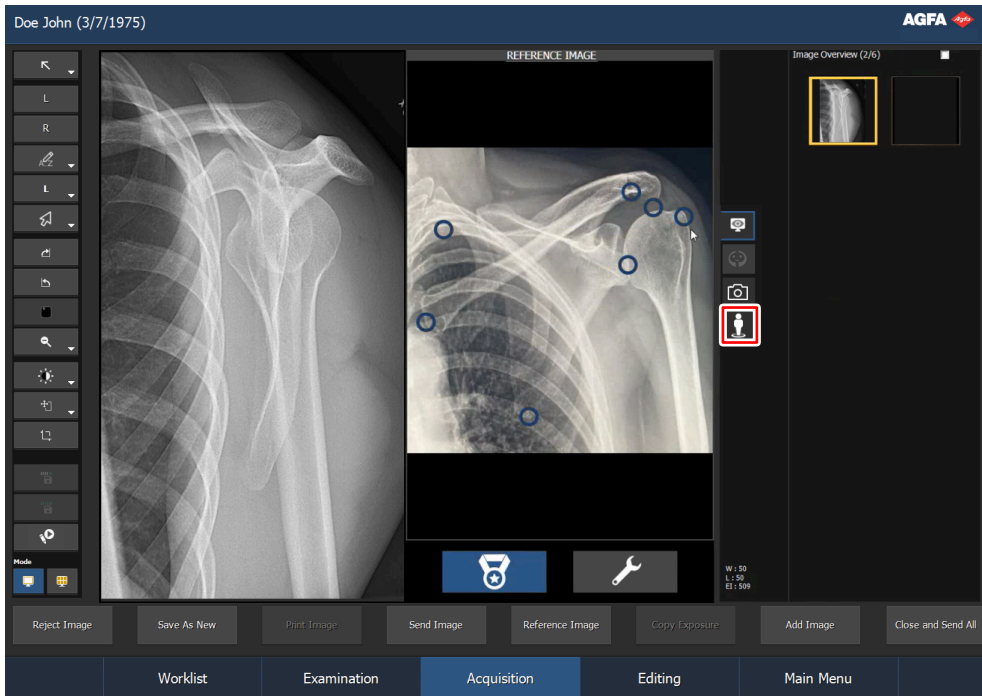 Doe John (3/7/1975)
AGFA
Agfa
REFERENCE IMAGE
Image Overview (2/6)
L
R
A-Z
L
Mode
W : 50
L : 50
EI : 509
Reject Image
Save As New
Print Image
Send Image
Reference Image
Copy Exposure
Add Image
Close and Send All
Worklist
Examination
Acquisition
Editing
Main Menu